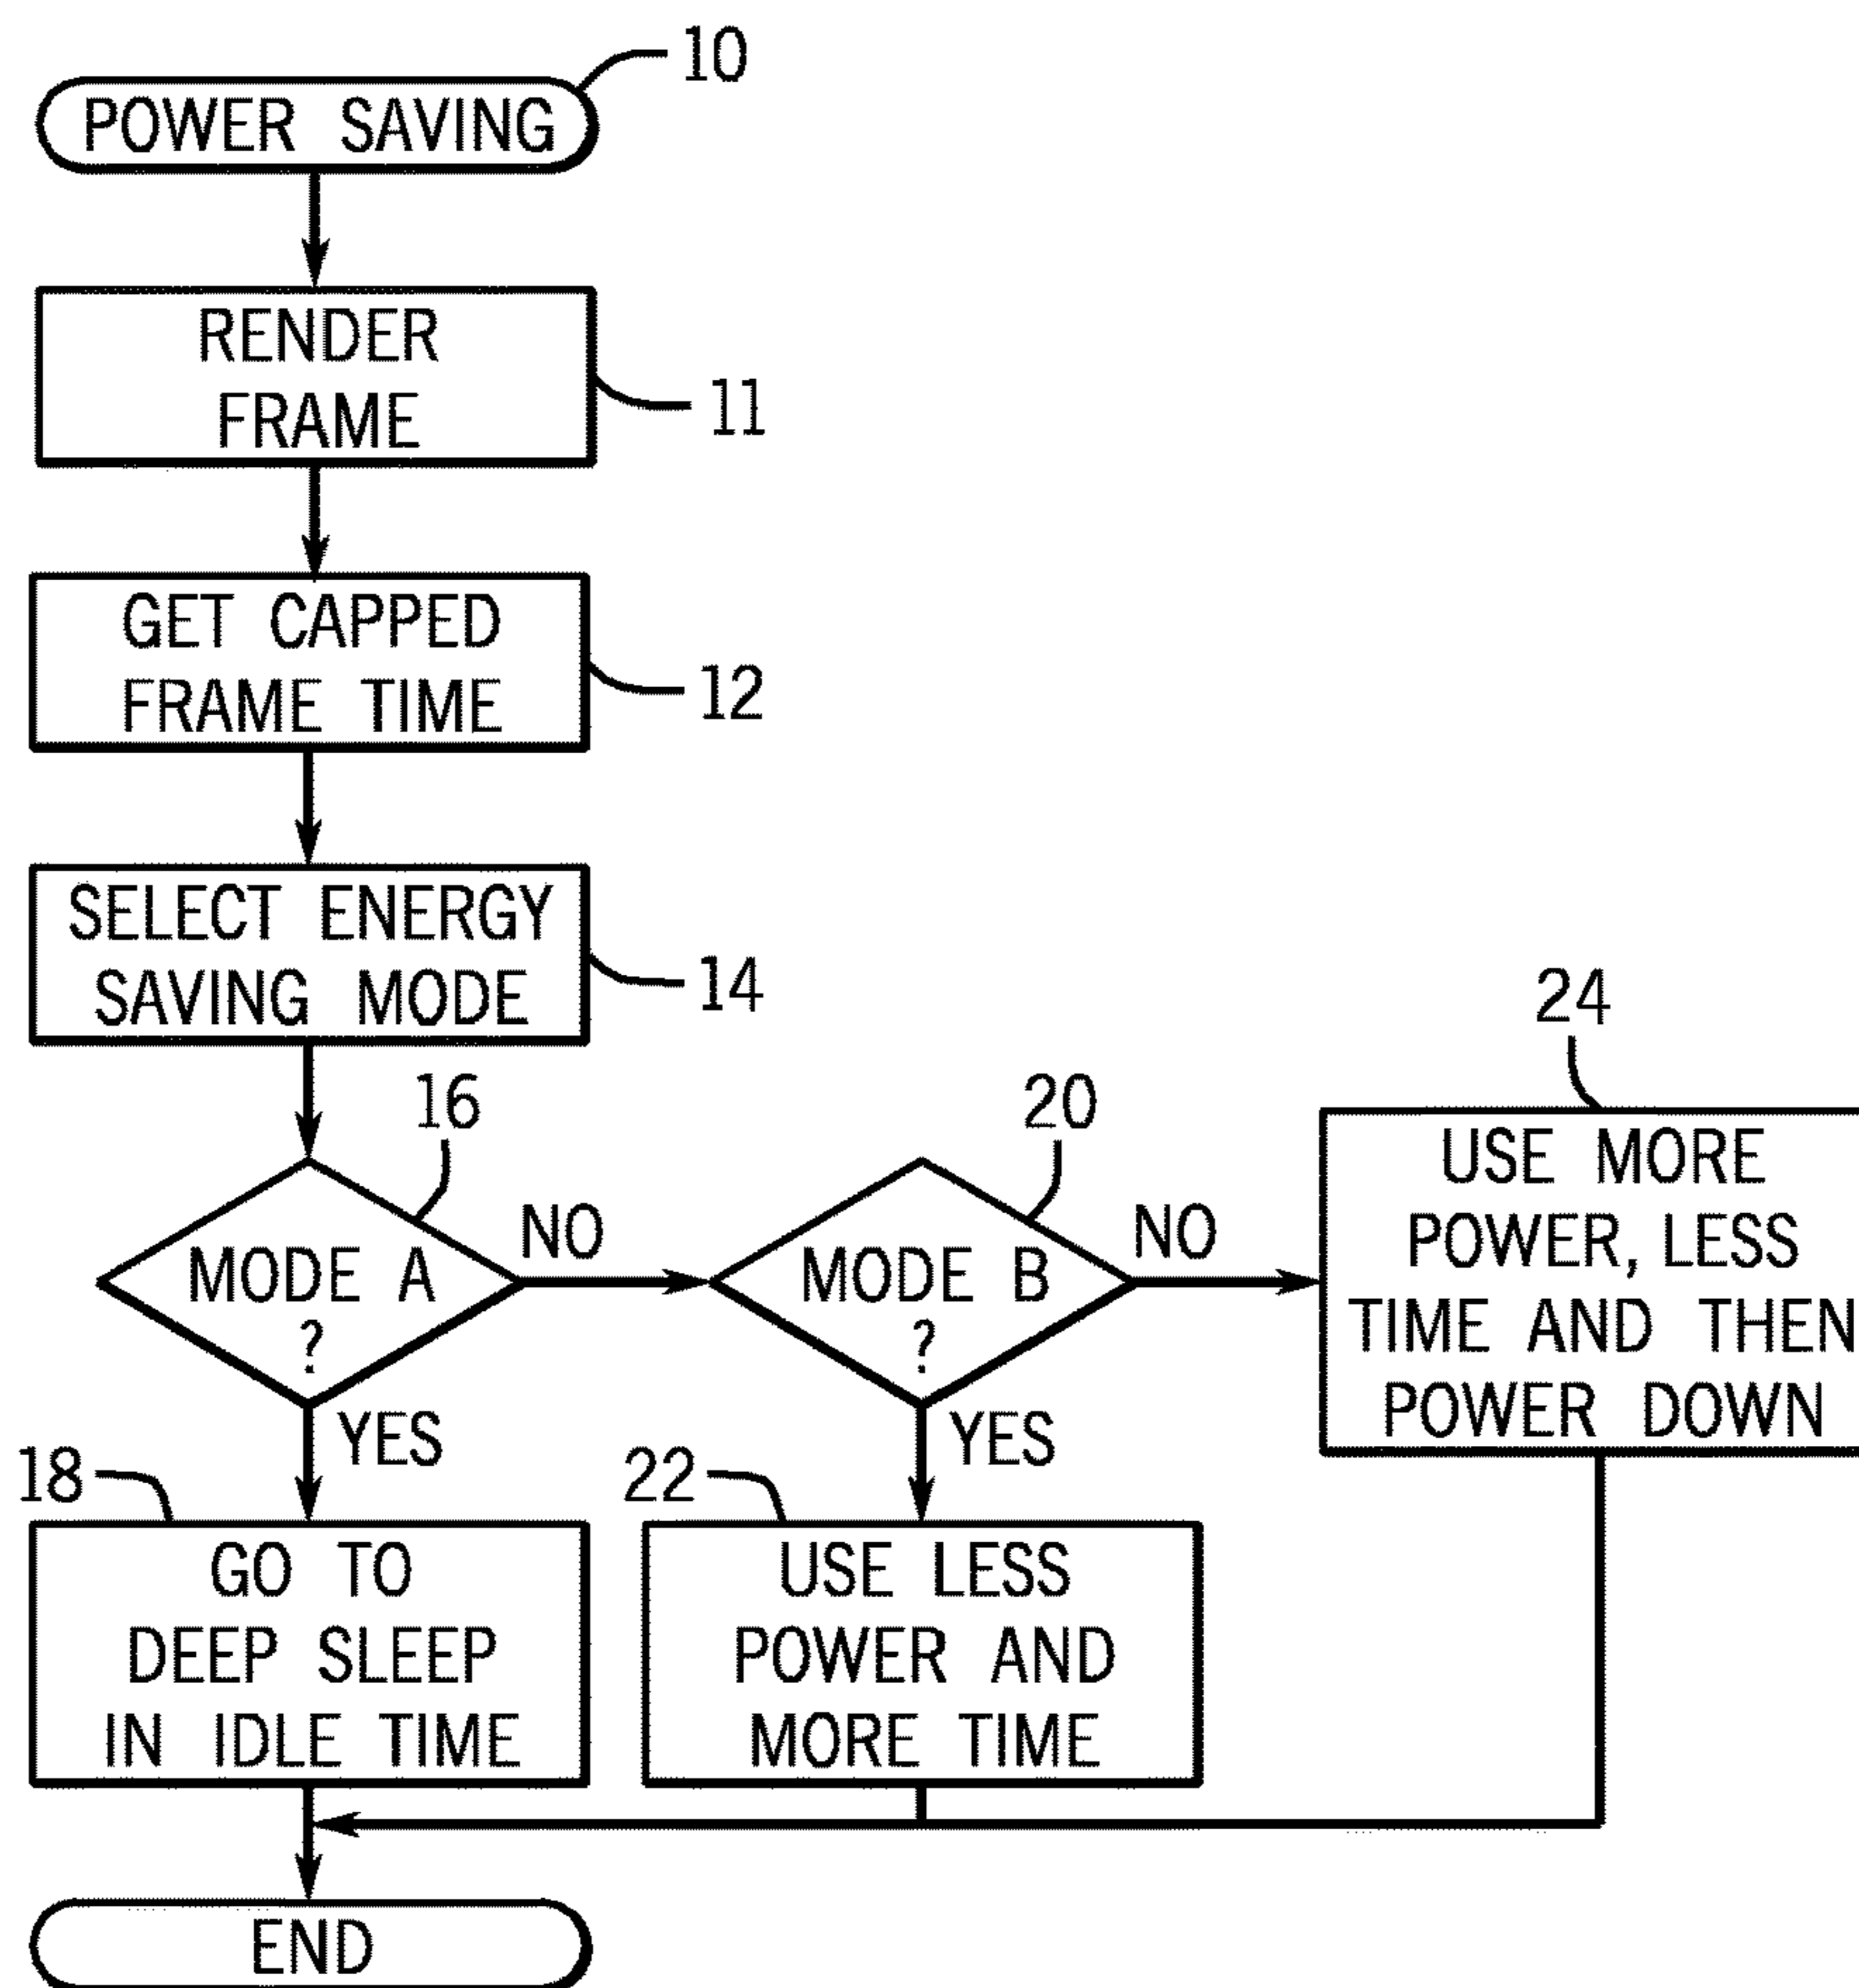 10
POWER SAVING
RENDER
FRAME
11
GET CAPPED
FRAME TIME
12
SELECT ENERGY
SAVING MODE
14
16
MODE A
?
NO
YES
20
MODE B
?
NO
YES
24
USE MORE
POWER, LESS
TIME AND THEN
POWER DOWN
18
GO TO
DEEP SLEEP
IN IDLE TIME
22
USE LESS
POWER AND
MORE TIME
END